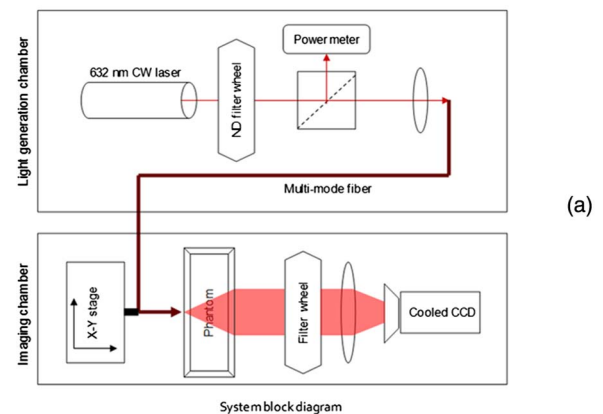 Light generation chamber
632 nm CW laser
ND filter wheel
Power meter
Multi-mode fiber
(a)
Imaging chamber
X-Y stage
Phantom
Filter wheel
Cooled CCD
System block diagram